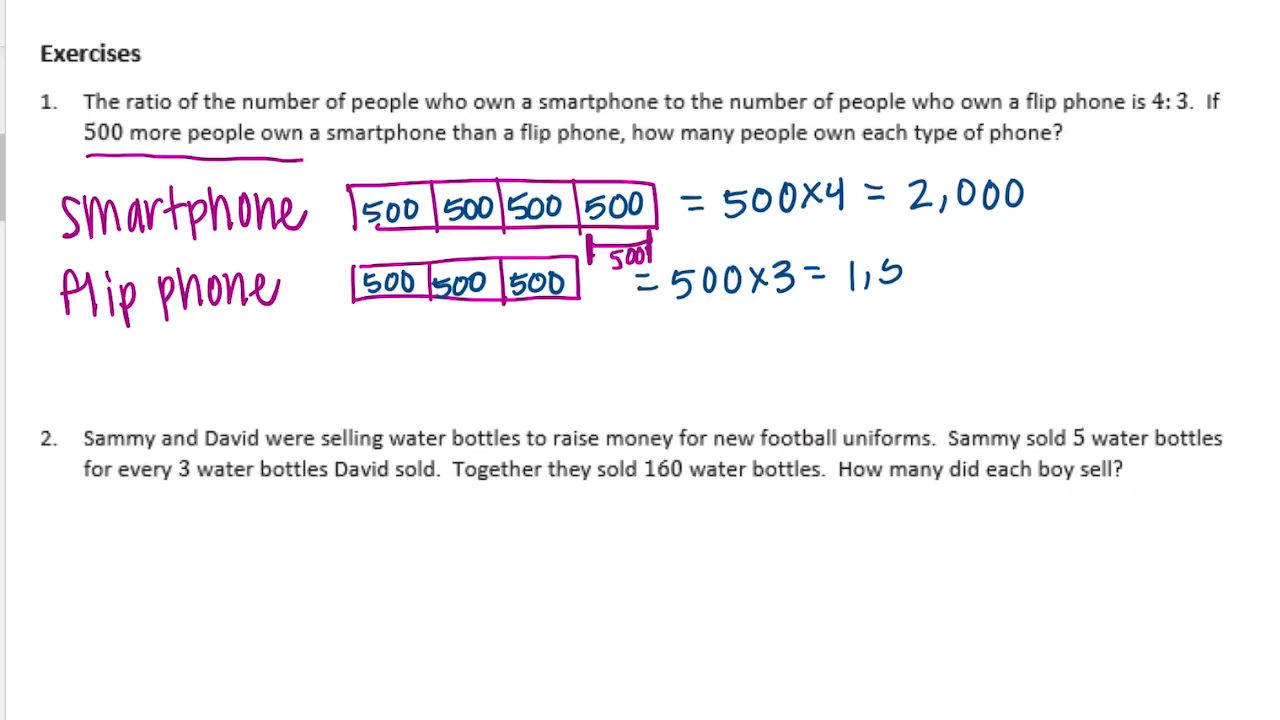 Exercises
1. The ratio of the number of people who own a smartphone to the number of people who own a flip phone is 4: 3. If
500 more people own a smartphone than a flip phone, how many people own each type of phone?
smartphone 500 500 500 500 = 500×4 = 2,000
500
flip phone 500 500 500 = 500×3 = 1,5
2. Sammy and David were selling water bottles to raise money for new football uniforms. Sammy sold 5 water bottles
for every 3 water bottles David sold. Together they sold 160 water bottles. How many did each boy sell?